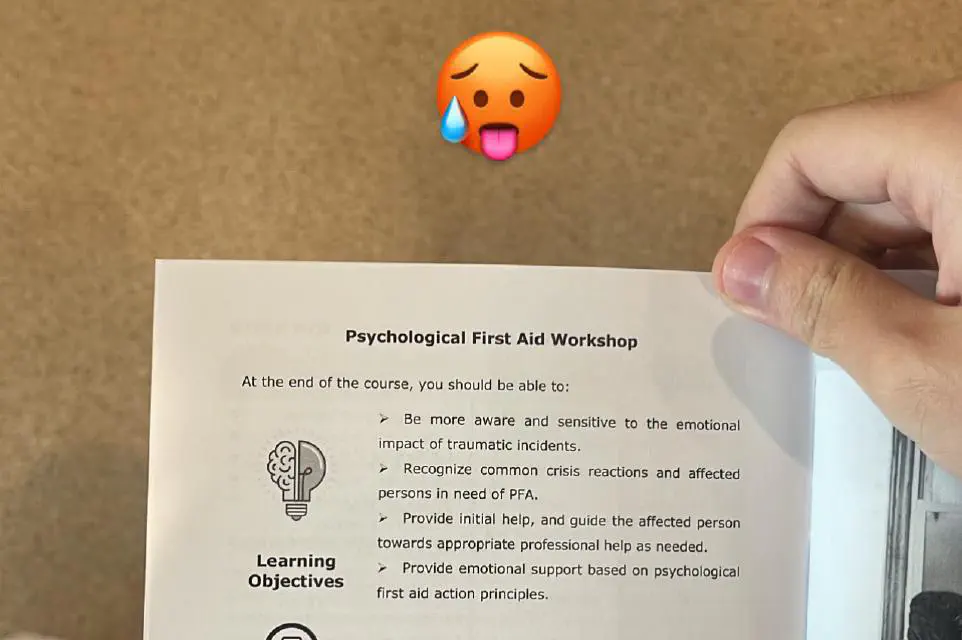 Psychological First Aid Workshop
At the end of the course, you should be able to:
➢ Be more aware and sensitive to the emotional
impact of traumatic incidents.
➢ Recognize common crisis reactions and affected
persons in need of PFA.
➢ Provide initial help, and guide the affected person
towards appropriate professional help as needed.
➢ Provide emotional support based on psychological
first aid action principles.
Learning
Objectives